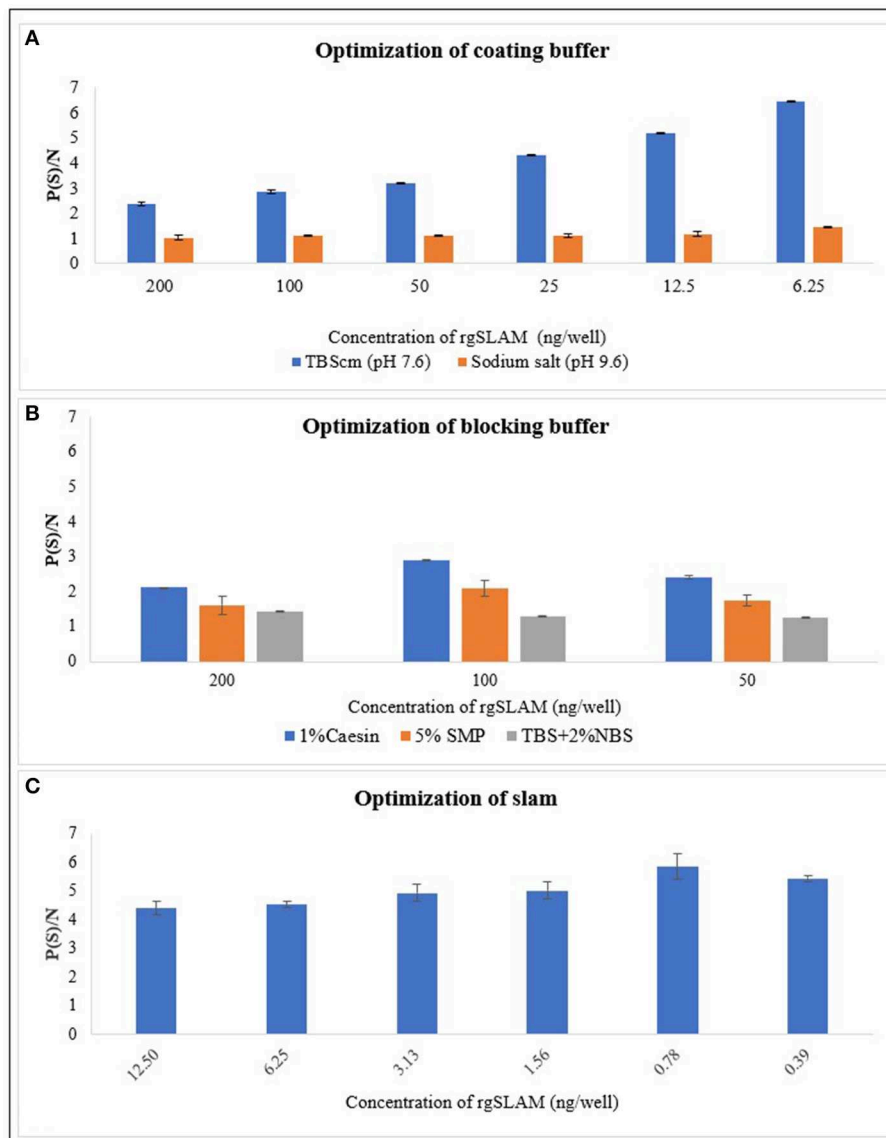 A
Optimization of coating buffer
7
6
5
4
3
2
1
0
P(S)/N
200 100 50 25 12.5 6.25
Concentration of rgSLAM (ng/well)
TBScm (pH 7.6) Sodium salt (pH 9.6)
B
Optimization of blocking buffer
7
6
5
4
3
2
1
0
P(S)/N
200 100 50
Concentration of rgSLAM (ng/well)
1%Caesin 5% SMP TBS+2%NBS
C
Optimization of slam
7
6
5
4
3
2
1
0
P(S)/N
12.50 6.25 3.13 1.56 0.78 0.39
Concentration of rgSLAM (ng/well)